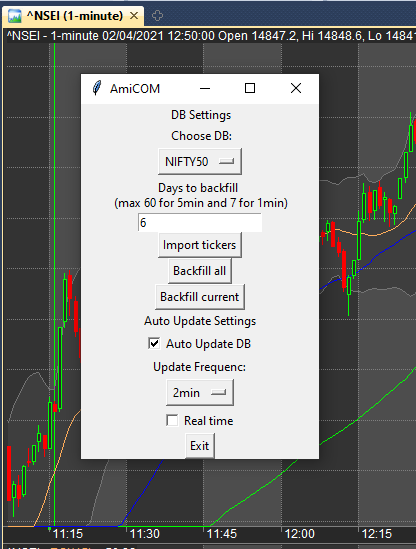 ^NSEI (1-minute)
^NSEI - 1-minute 02/04/2021 12:50:00 Open 14847.2, Hi 14848.6, Lo 14841
AmiCOM
DB Settings
Choose DB:
NIFTY50
Days to backfill
(max 60 for 5min and 7 for 1min)
6
Import tickers
Backfill all
Backfill current
Auto Update Settings
Auto Update DB
Update Frequenc:
2min
Real time
Exit
11:15 11:30 11:45 12:00 12:15